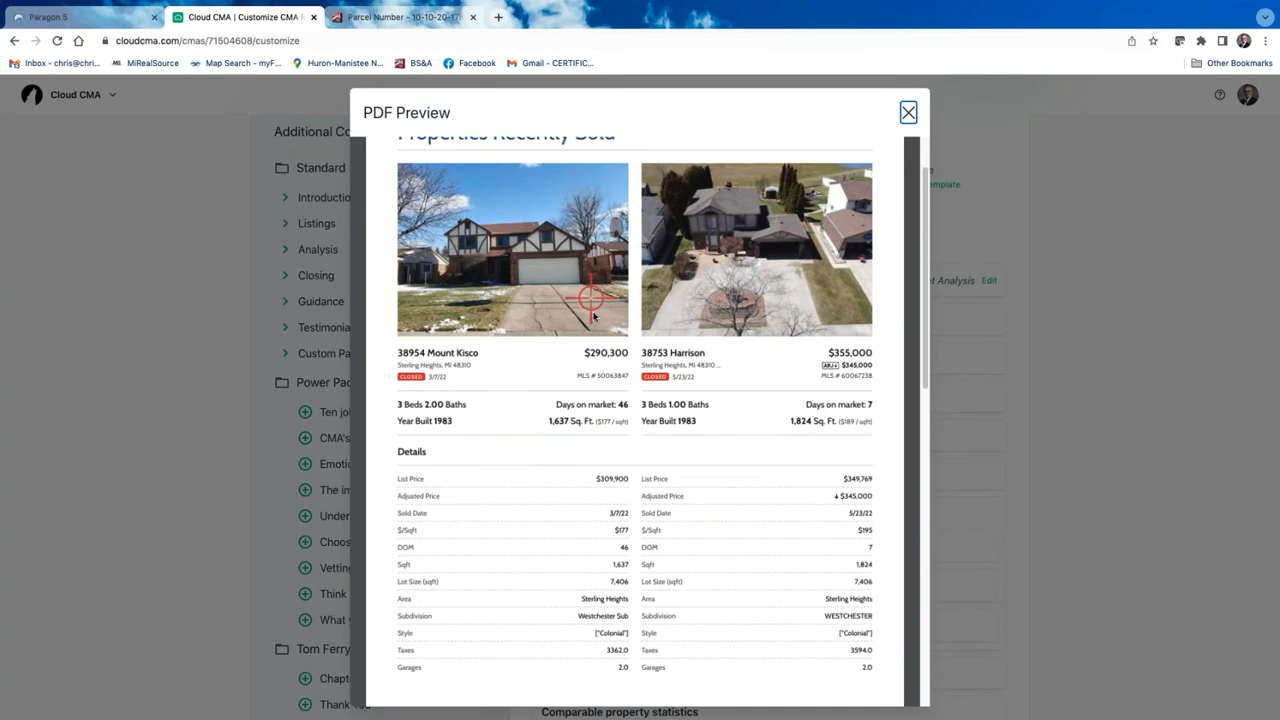 Paragon 5
Cloud CMA | Customize CMA R
Parcel Number - 10-10-20-17
cloudcma.com/cmas/71504608/customize
Inbox - chris@chri...
MiRealSource
Map Search - myF...
Huron-Manistee N...
BS&A
Facebook
Gmail - CERTIFIC...
Other Bookmarks
Cloud CMA
Additional Co
PDF Preview
Properties Recently Sold
Standard
Introductio
Listings
Analysis
Closing
Guidance
Testimonia
Custom Pa
Power Pac
Ten jo
CMA's
Emotio
The in
Under
Choos
Vetting
Think
What
Tom Ferry
Chapt
Thank You
emplate
et Analysis Edit
38954 Mount Kisco $290,300
Sterling Heights, MI 48310
CLOSED 3/7/22 MLS # 50063847
3 Beds 2.00 Baths Days on market: 46
Year Built 1983 1,637 Sq. Ft. ($177 / sqft)
38753 Harrison $355,000
Sterling Heights, MI 48310 ... ADJ $345,000
CLOSED 5/23/22 MLS # 60067238
3 Beds 1.00 Baths Days on market: 7
Year Built 1983 1,824 Sq. Ft. ($189 / sqft)
Details
List Price $309,900
Adjusted Price
Sold Date 3/7/22
$/Sqft $177
DOM 46
Sqft 1,637
Lot Size (sqft) 7,406
Area Sterling Heights
Subdivision Westchester Sub
Style ["Colonial"]
Taxes 3362.0
Garages 2.0
List Price $349,769
Adjusted Price ↓ $345,000
Sold Date 5/23/22
$/Sqft $195
DOM 7
Sqft 1,824
Lot Size (sqft) 7,406
Area Sterling Heights
Subdivision WESTCHESTER
Style ["Colonial"]
Taxes 3594.0
Garages 2.0
Comparable property statistics